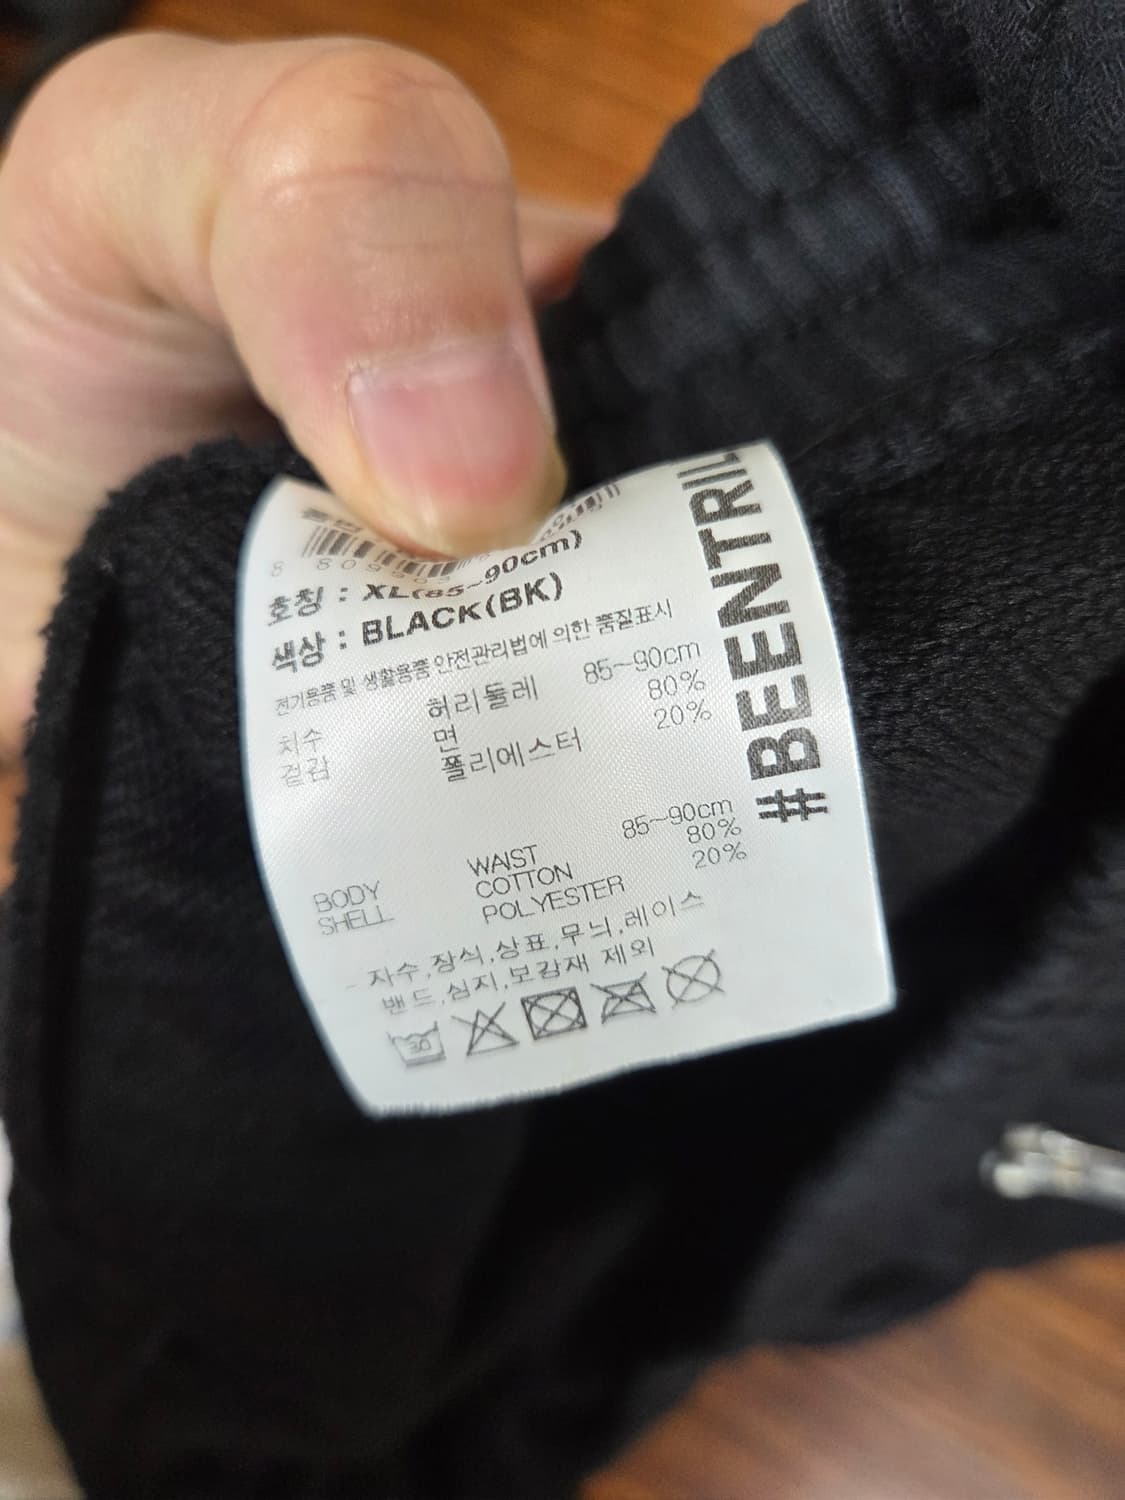 호칭 : XL(85~90cm)
색상 : BLACK(BK)
전기용품 및 생활용품 안전관리법에 의한 품질표시
치수 허리둘레 85~90cm
겉감 면 80%
폴리에스터 20%
WAIST 85~90cm
BODY COTTON 80%
SHELL POLYESTER 20%
- 자수,장식,상표,무늬,레이스
밴드,심지,보강재 제외
30
#BEENTRIL